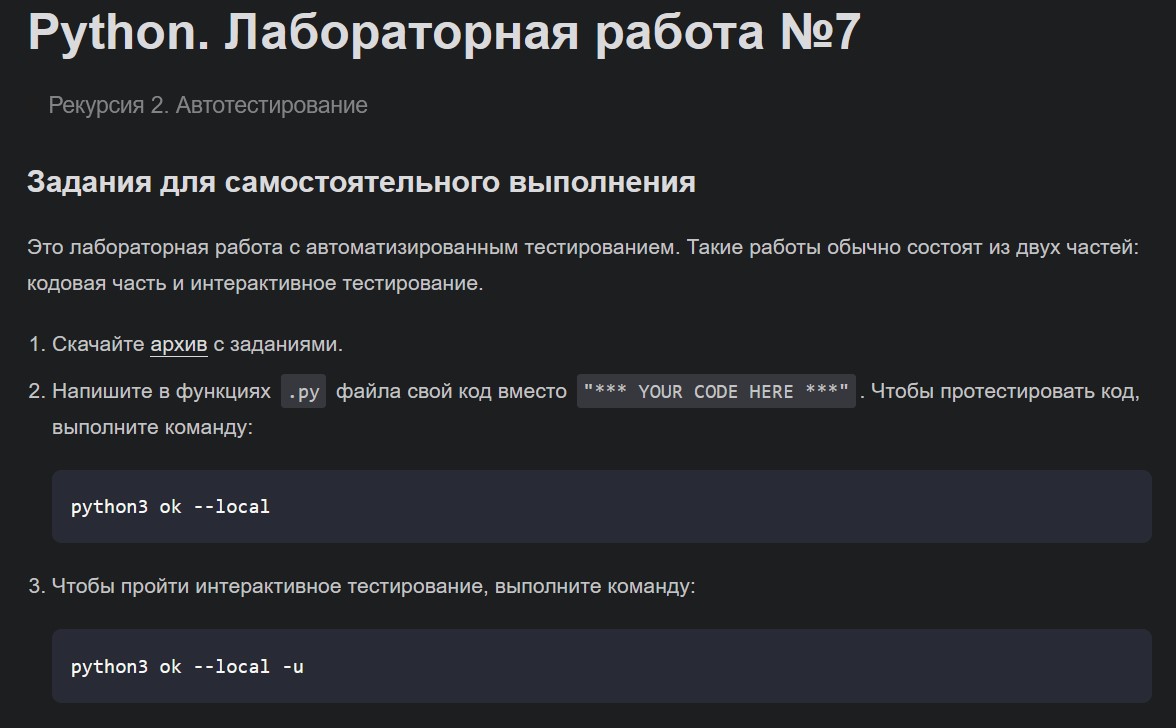 Python. Лабораторная работа №7
Рекурсия 2. Автотестирование
Задания для самостоятельного выполнения
Это лабораторная работа с автоматизированным тестированием. Такие работы обычно состоят из двух частей:
кодовая часть и интерактивное тестирование.
1. Скачайте архив с заданиями.
2. Напишите в функциях .py файла свой код вместо "*** YOUR CODE HERE ***". Чтобы протестировать код,
выполните команду:
python3 ok --local
3. Чтобы пройти интерактивное тестирование, выполните команду:
python3 ok --local -u